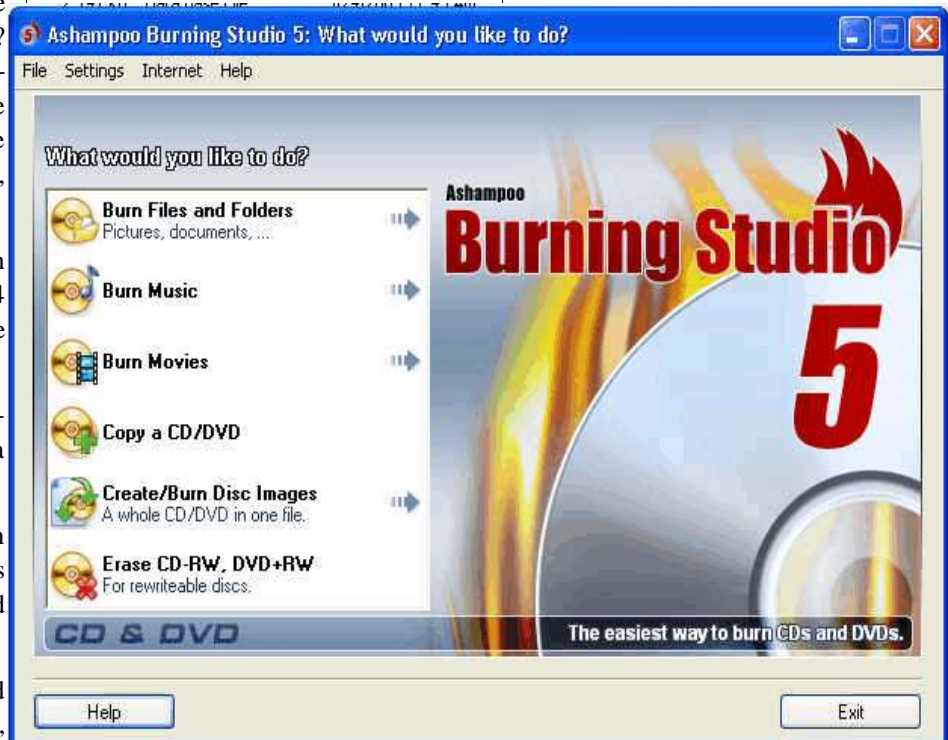 Ashampoo Burning Studio 5: What would you like to do?
File Settings Internet Help
What would you like to do?
Burn Files and Folders
Pictures, documents, ...
Burn Music
Burn Movies
Copy a CD/DVD
Create/Burn Disc Images
A whole CD/DVD in one file.
Erase CD-RW, DVD+RW
For rewriteable discs.
Ashampoo
Burning Studio
5
CD & DVD
The easiest way to burn CDs and DVDs.
Help
Exit